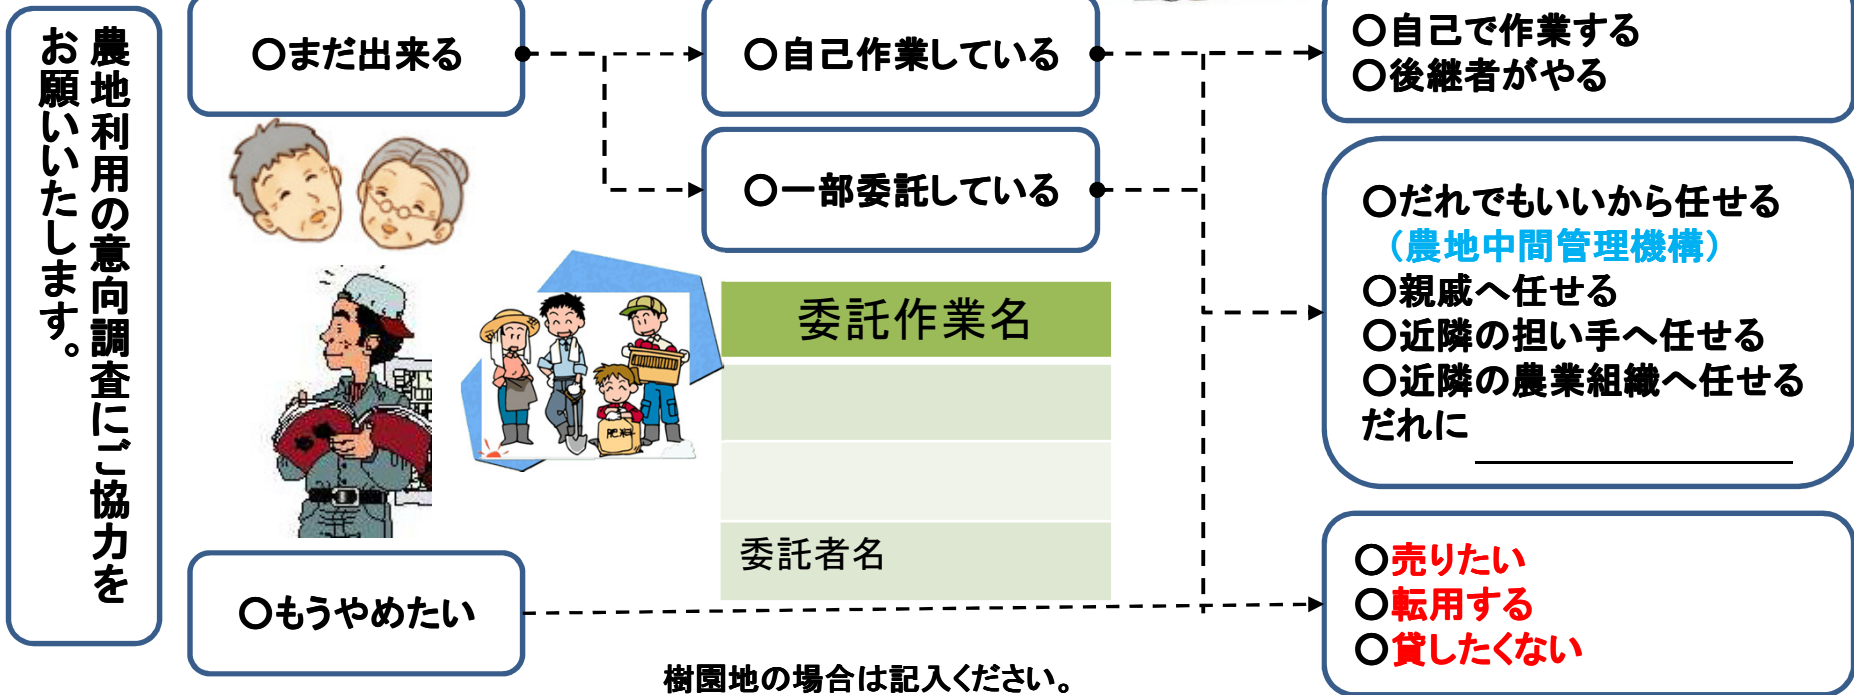 農地利用の意向調査にご協力を
お願いいたします。
〇まだ出来る
〇自己作業している
〇一部委託している
〇自己で作業する
〇後継者がやる
〇だれでもいいから任せる
（農地中間管理機構）
〇親戚へ任せる
〇近隣の担い手へ任せる
〇近隣の農業組織へ任せる
だれに
肥料
委託作業名
委託者名
〇もうやめたい
〇売りたい
〇転用する
〇貸したくない
樹園地の場合は記入ください。